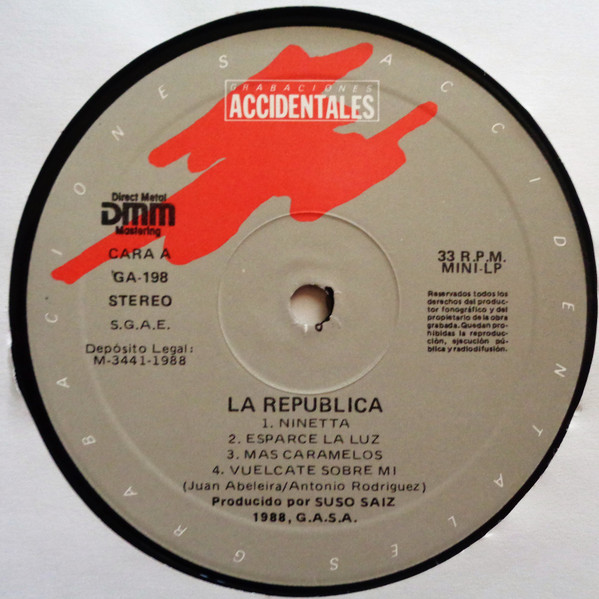 GRABACIONES ACCIDENTALES
GRABACIONES
ACCIDENTALES
Direct Metal
DMM
Mastering
CARA A
GA-198
STEREO
S.G.A.E.
Depósito Legal:
M-3441-1988
33 R.P.M.
MINI-LP
Reservados todos los
derechos del produc-
tor fonográfico y del
propietario de la obra
grabada. Quedan pro-
hibidas la reproduc-
ción, ejecución pú-
blica y radiodifusión.
LA REPUBLICA
1. NINETTA
2. ESPARCE LA LUZ
3. MAS CARAMELOS
4. VUELCATE SOBRE MI
(Juan Abeleira/Antonio Rodriguez)
Producido por SUSO SAIZ
1988, G.A.S.A.